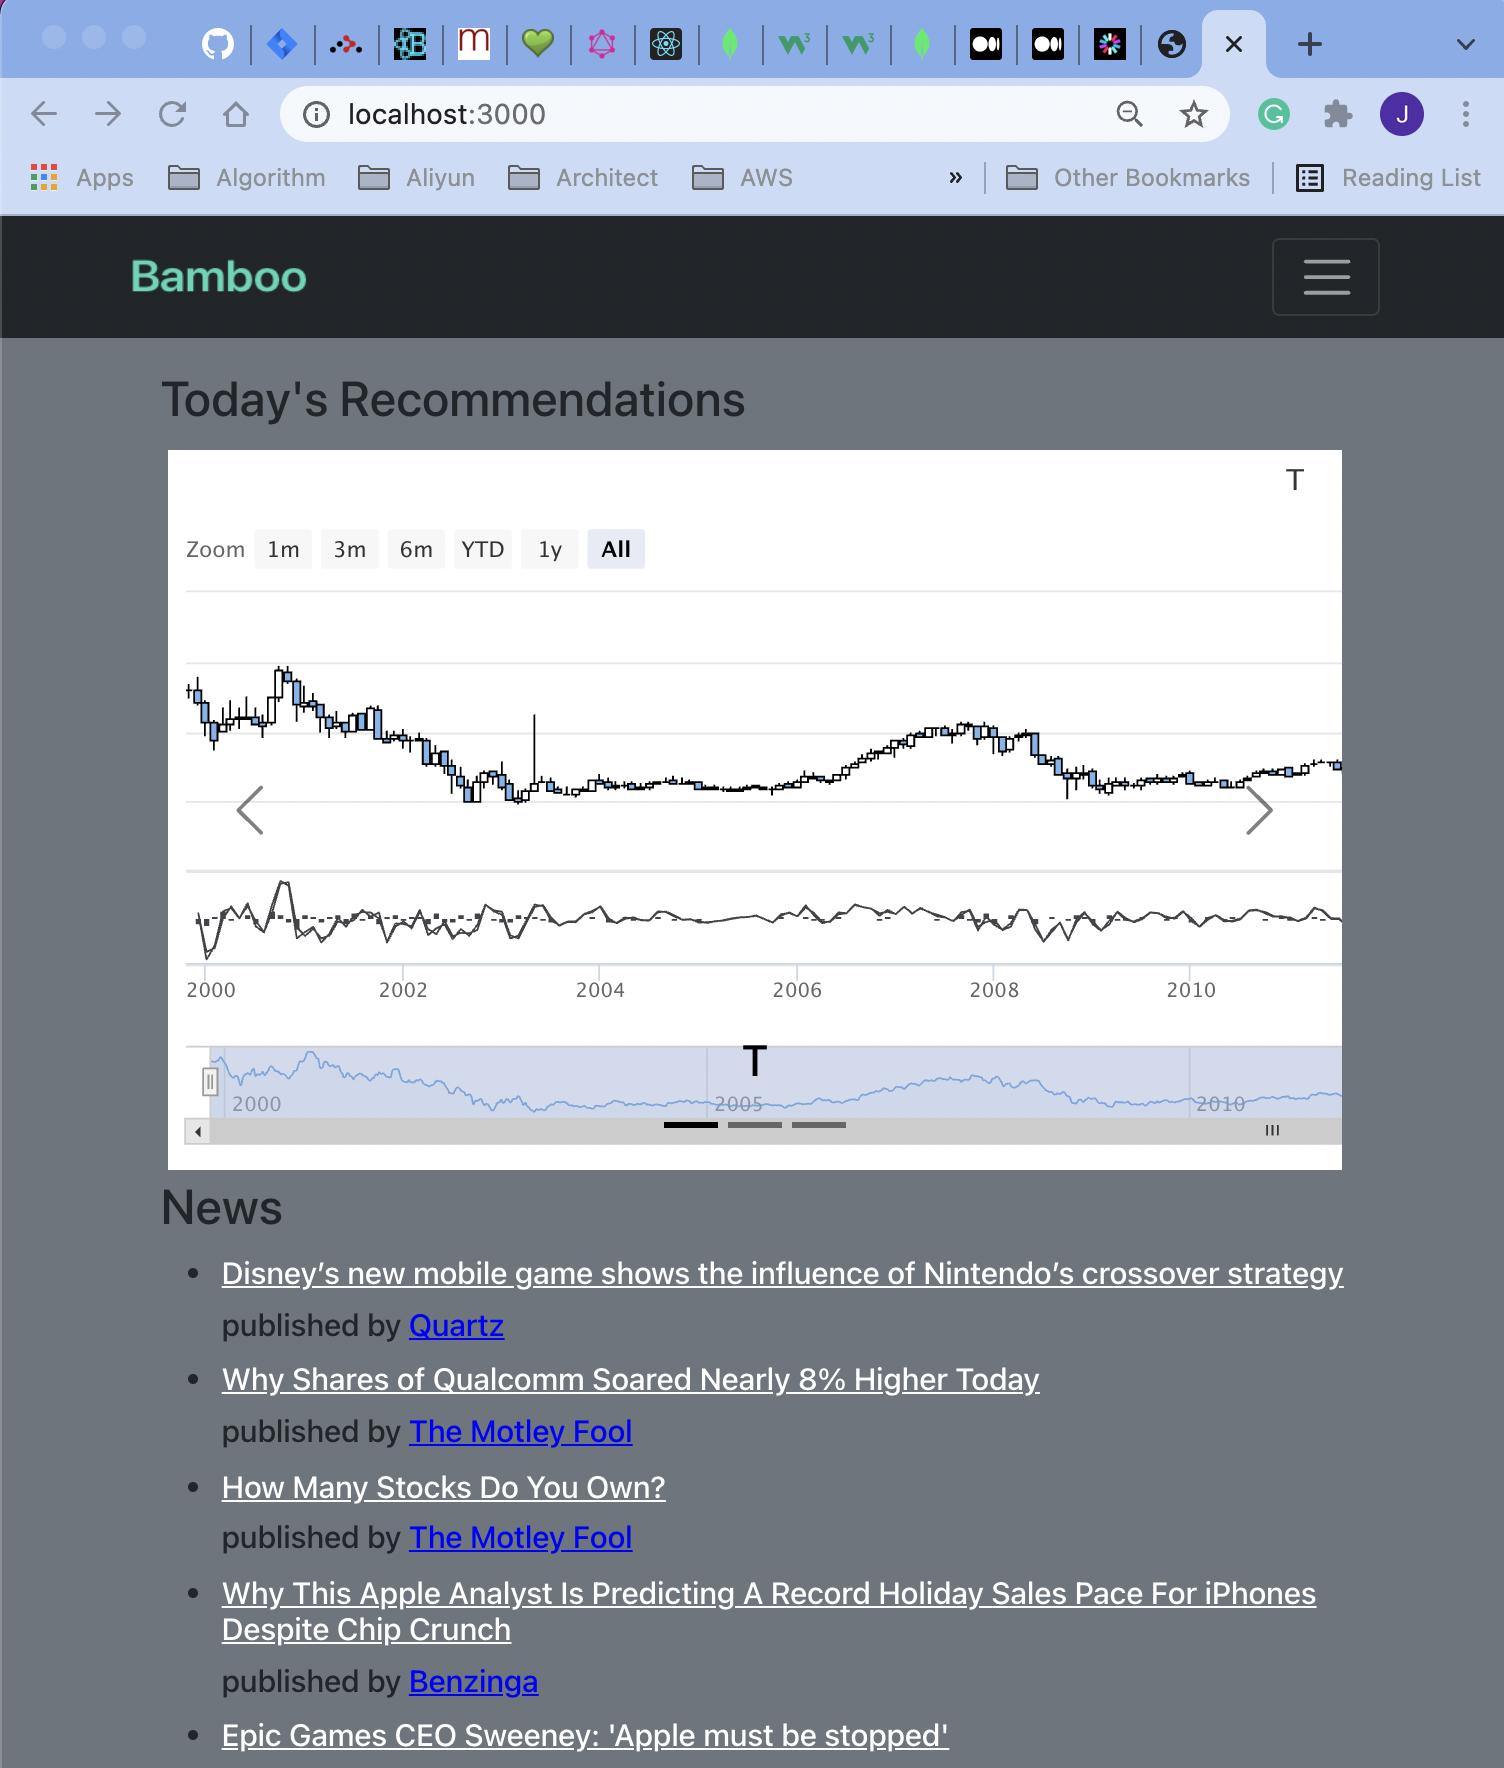 localhost:3000
J
Apps Algorithm Aliyun Architect AWS » Other Bookmarks Reading List
Bamboo
Today's Recommendations
T
Zoom 1m 3m 6m YTD 1y All
2000 2002 2004 2006 2008 2010
T
2000 2005 2010
News
Disney’s new mobile game shows the influence of Nintendo’s crossover strategy
published by Quartz
Why Shares of Qualcomm Soared Nearly 8% Higher Today
published by The Motley Fool
How Many Stocks Do You Own?
published by The Motley Fool
Why This Apple Analyst Is Predicting A Record Holiday Sales Pace For iPhones
Despite Chip Crunch
published by Benzinga
Epic Games CEO Sweeney: 'Apple must be stopped'